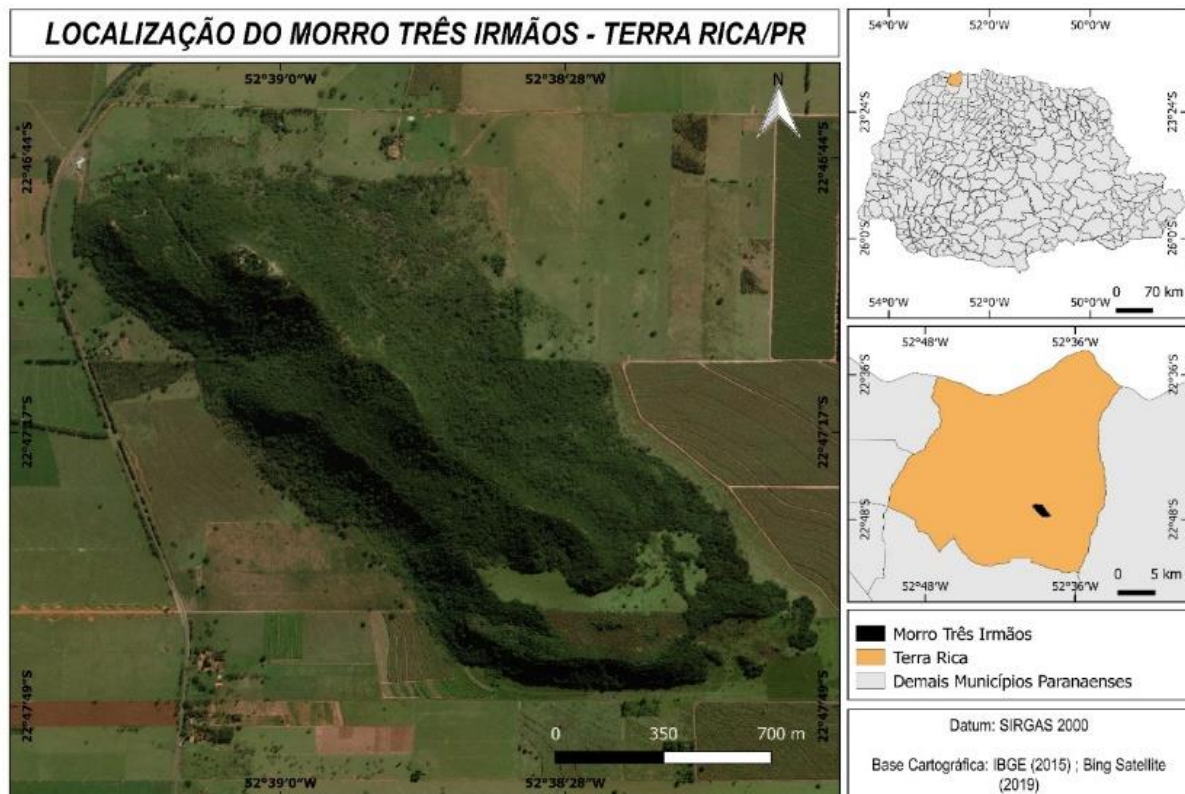 LOCALIZAÇÃO DO MORRO TRÊS IRMÃOS - TERRA RICA/PR
52°39'0"W
52°38'28"W
N
22°46'44"S
22°46'44"S
22°47'17"S
22°47'17"S
22°47'49"S
22°47'49"S
0 350 700 m
52°39'0"W
52°38'28"W
54°0'W
52°0'W
50°0'W
23°24'S
23°24'S
26°0'S
26°0'S
0 70 km
54°0'W
52°0'W
50°0'W
52°48'W
52°36'W
22°36'S
22°36'S
22°48'S
22°48'S
0 5 km
52°48'W
52°36'W
Morro Três Irmãos
Terra Rica
Demais Municípios Paranaenses
Datum: SIRGAS 2000
Base Cartográfica: IBGE (2015) ; Bing Satellite
(2019)